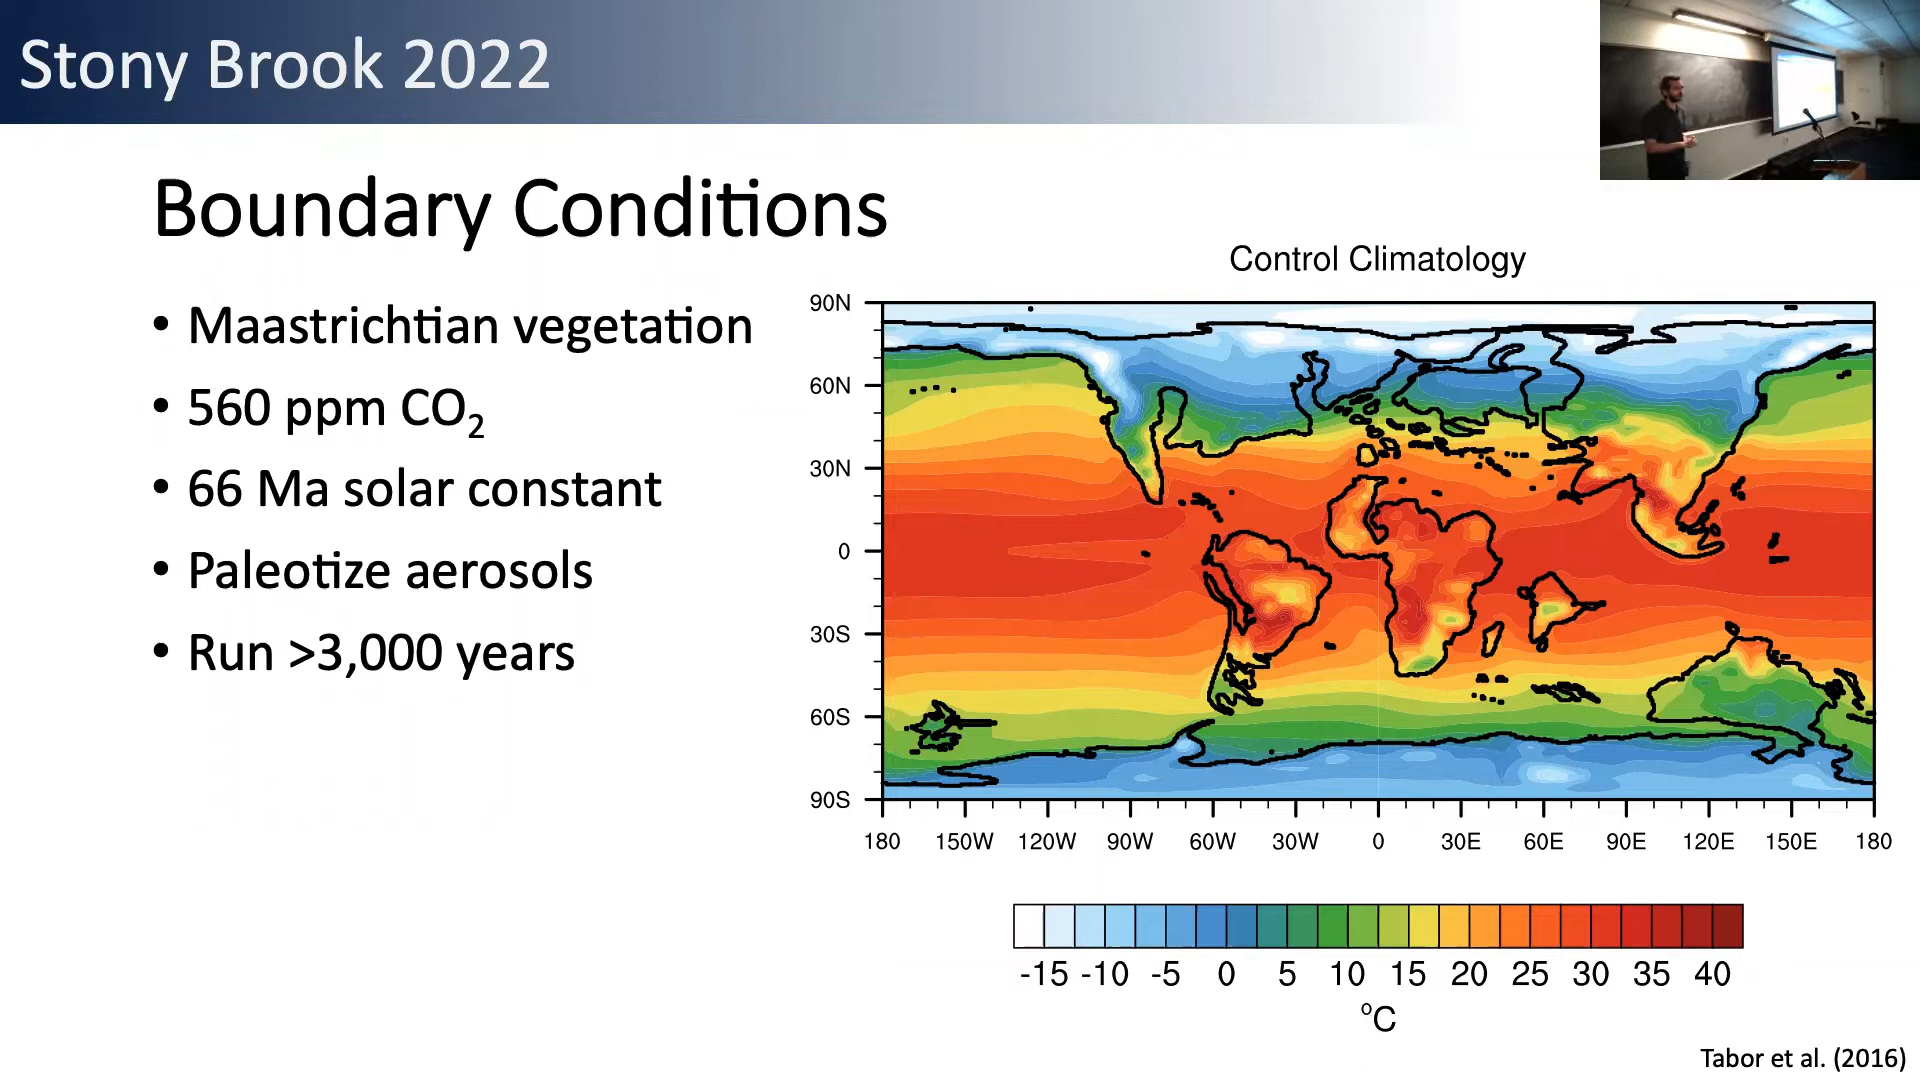 Stony Brook 2022
Boundary Conditions
• Maastrichtian vegetation
• 560 ppm CO₂
• 66 Ma solar constant
• Paleotize aerosols
• Run >3,000 years
Control Climatology
90N
60N
30N
0
30S
60S
90S
180 150W 120W 90W 60W 30W 0 30E 60E 90E 120E 150E 180
-15 -10 -5 0 5 10 15 20 25 30 35 40
°C
Tabor et al. (2016)